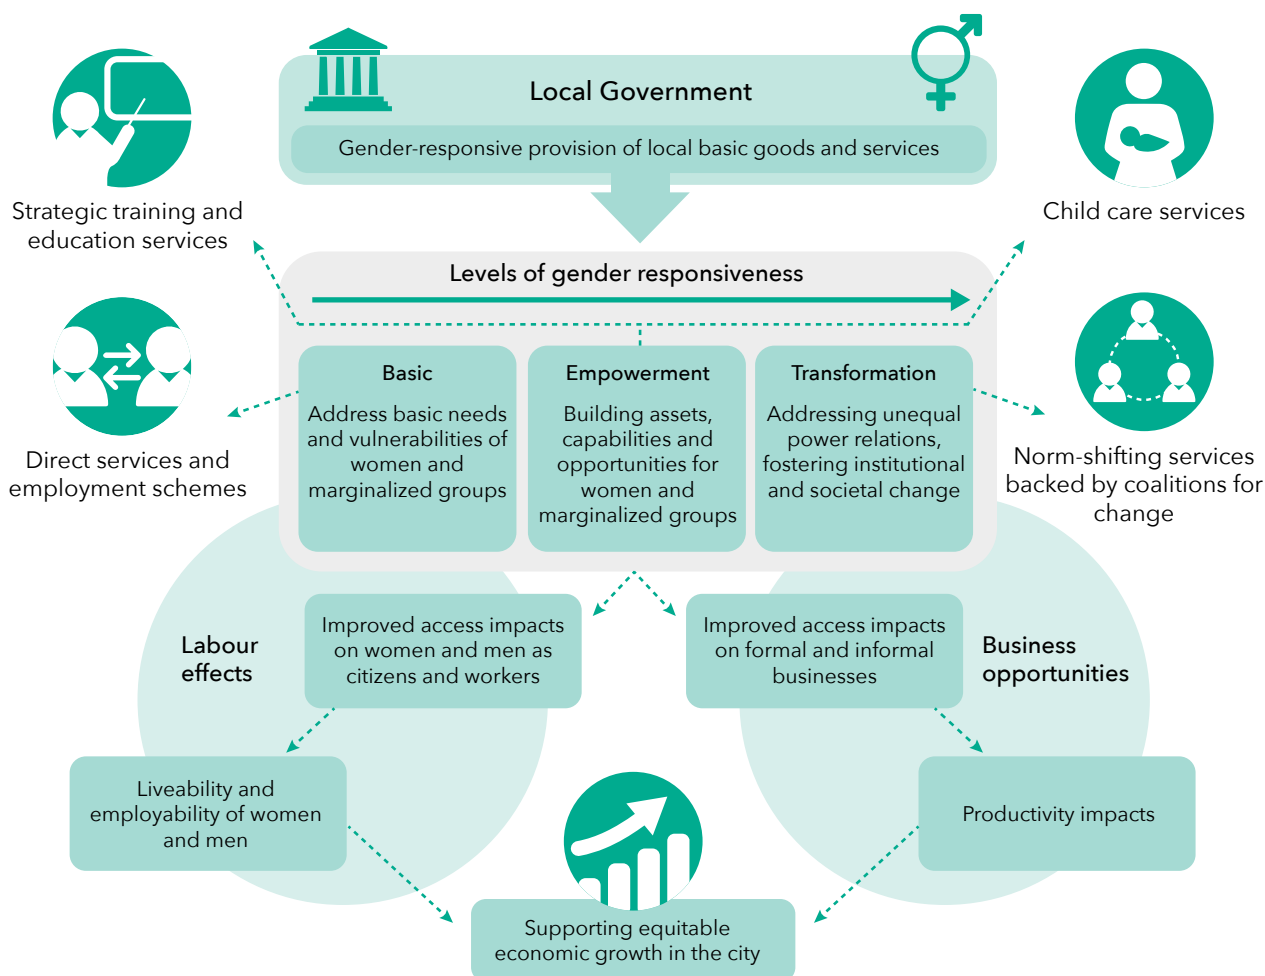 Local Government
Gender-responsive provision of local basic goods and services
Strategic training and
education services
Child care services
Levels of gender responsiveness
Direct services and
employment schemes
Basic
Address basic needs
and vulnerabilities of
women and
marginalized groups
Empowerment
Building assets,
capabilities and
opportunities for
women and
marginalized groups
Transformation
Addressing unequal
power relations,
fostering institutional
and societal change
Norm-shifting services
backed by coalitions for
change
Labour
effects
Improved access impacts
on women and men as
citizens and workers
Improved access impacts
on formal and informal
businesses
Business
opportunities
Liveability and
employability of women
and men
Productivity impacts
Supporting equitable
economic growth in the city